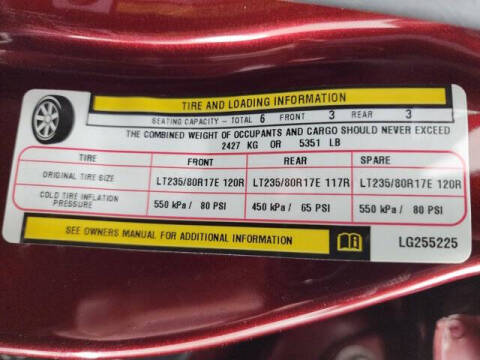 TIRE AND LOADING INFORMATION
SEATING CAPACITY - TOTAL 6 FRONT 3 REAR 3
THE COMBINED WEIGHT OF OCCUPANTS AND CARGO SHOULD NEVER EXCEED
2427 KG OR 5351 LB
TIRE FRONT REAR SPARE
ORIGINAL TIRE SIZE LT235/80R17E 120R LT235/80R17E 117R LT235/80R17E 120R
COLD TIRE INFLATION
PRESSURE 550 kPa / 80 PSI 450 kPa / 65 PSI 550 kPa / 80 PSI
SEE OWNERS MANUAL FOR ADDITIONAL INFORMATION LG255225